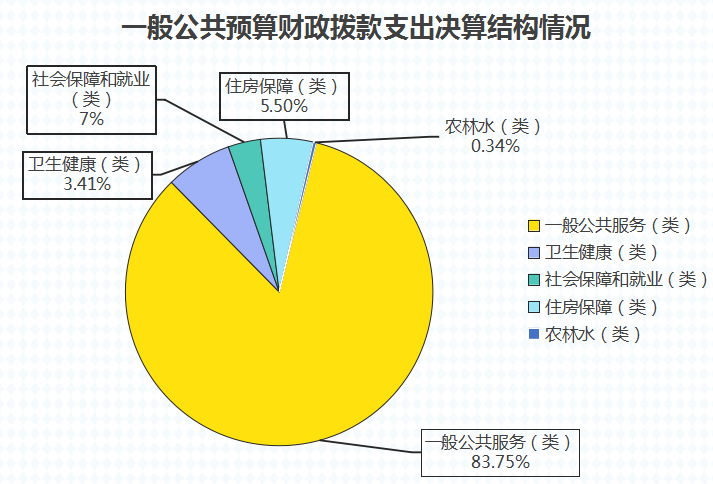 一般公共预算财政拨款支出决算结构情况
社会保障和就业
（类）
7%
住房保障（类）
5.50%
农林水（类）
0.34%
卫生健康（类）
3.41%
一般公共服务（类）
卫生健康（类）
社会保障和就业（类）
住房保障（类）
农林水（类）
一般公共服务（类）
83.75%